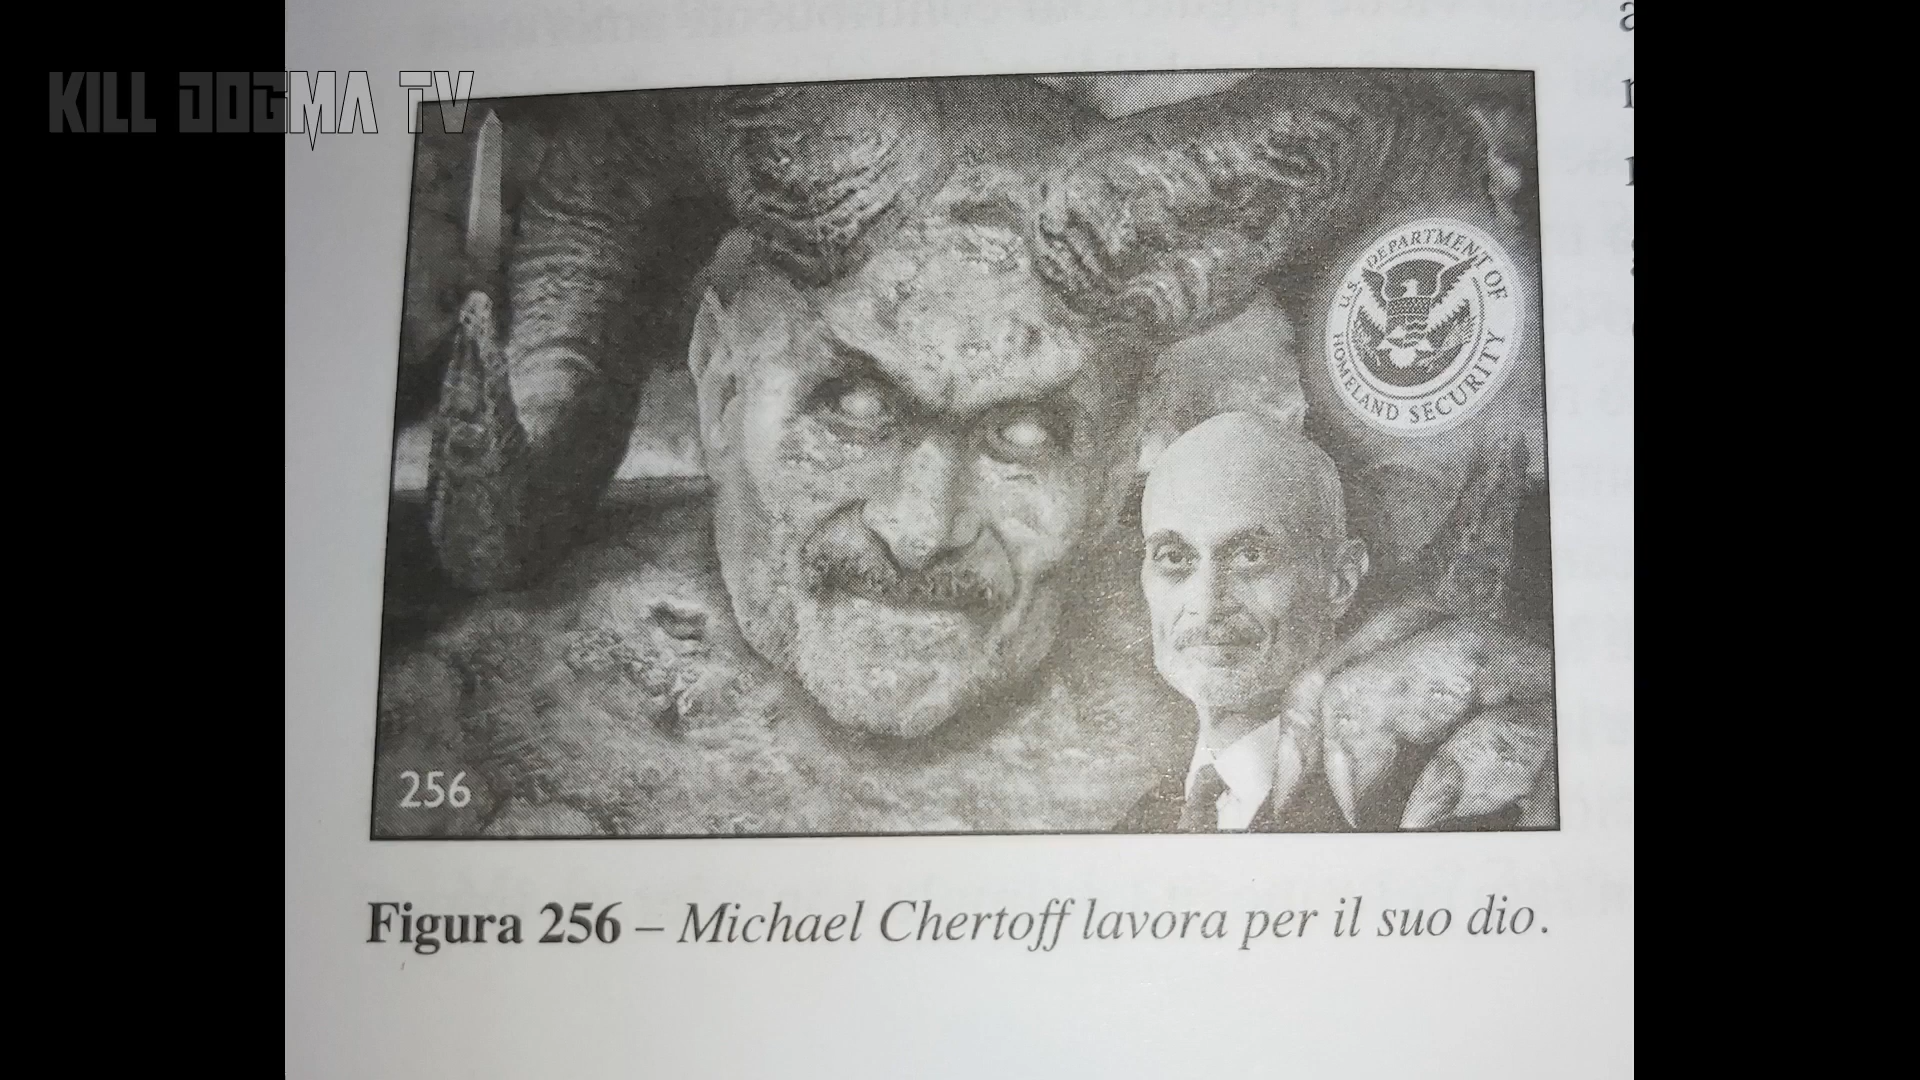 KILL DOGMA TV
U.S. DEPARTMENT OF
HOMELAND SECURITY
256
Figura 256 – Michael Chertoff lavora per il suo dio.